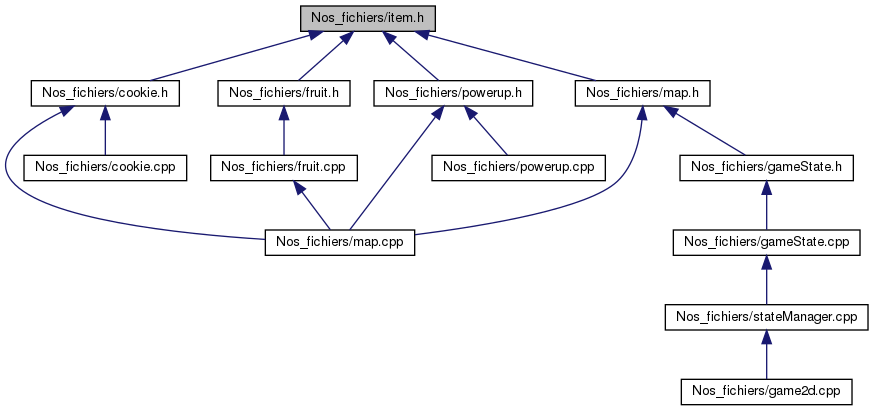 Nos_fichiers/item.h
Nos_fichiers/cookie.h
Nos_fichiers/fruit.h
Nos_fichiers/powerup.h
Nos_fichiers/map.h
Nos_fichiers/cookie.cpp
Nos_fichiers/fruit.cpp
Nos_fichiers/powerup.cpp
Nos_fichiers/gameState.h
Nos_fichiers/map.cpp
Nos_fichiers/gameState.cpp
Nos_fichiers/stateManager.cpp
Nos_fichiers/game2d.cpp